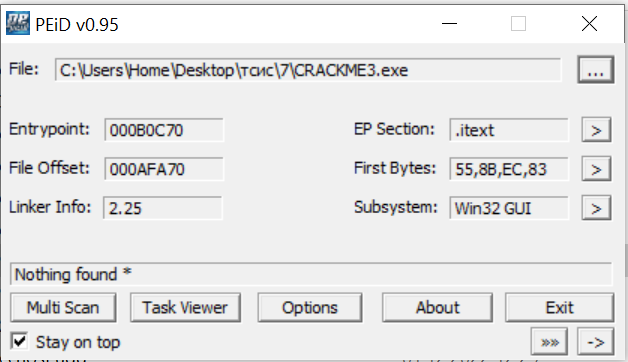 PEiD v0.95
File: C:\Users\Home\Desktop\тсис\7\CRACKME3.exe ...
Entrypoint: 000B0C70 EP Section: .itext >
File Offset: 000AFA70 First Bytes: 55,8B,EC,83 >
Linker Info: 2.25 Subsystem: Win32 GUI >
Nothing found *
Multi Scan Task Viewer Options About Exit
Stay on top »» ->